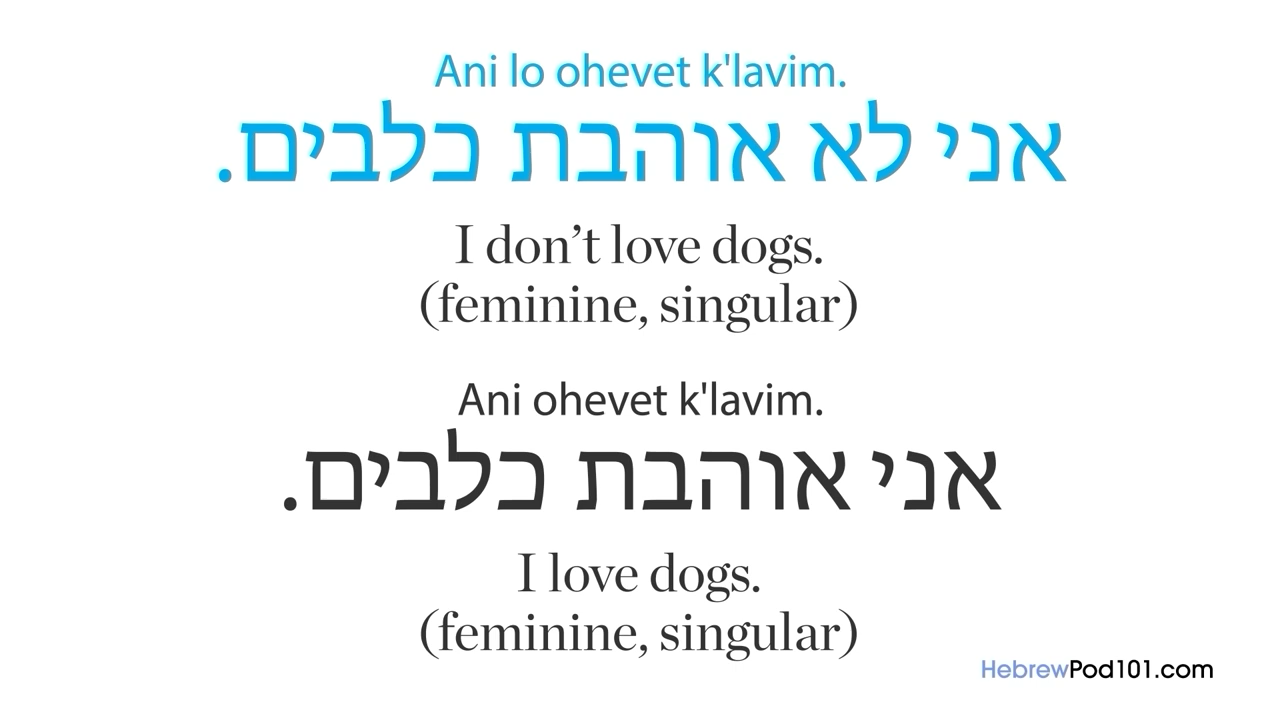 Ani lo ohevet k'lavim.
אני לא אוהבת כלבים.
I don’t love dogs.
(feminine, singular)
Ani ohevet k'lavim.
אני אוהבת כלבים.
I love dogs.
(feminine, singular)
HebrewPod101.com